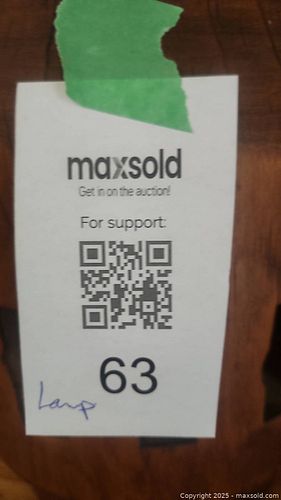 maxsold
Get in on the auction!
For support:
63
Lamp
Copyright © 2025 - maxsold.com